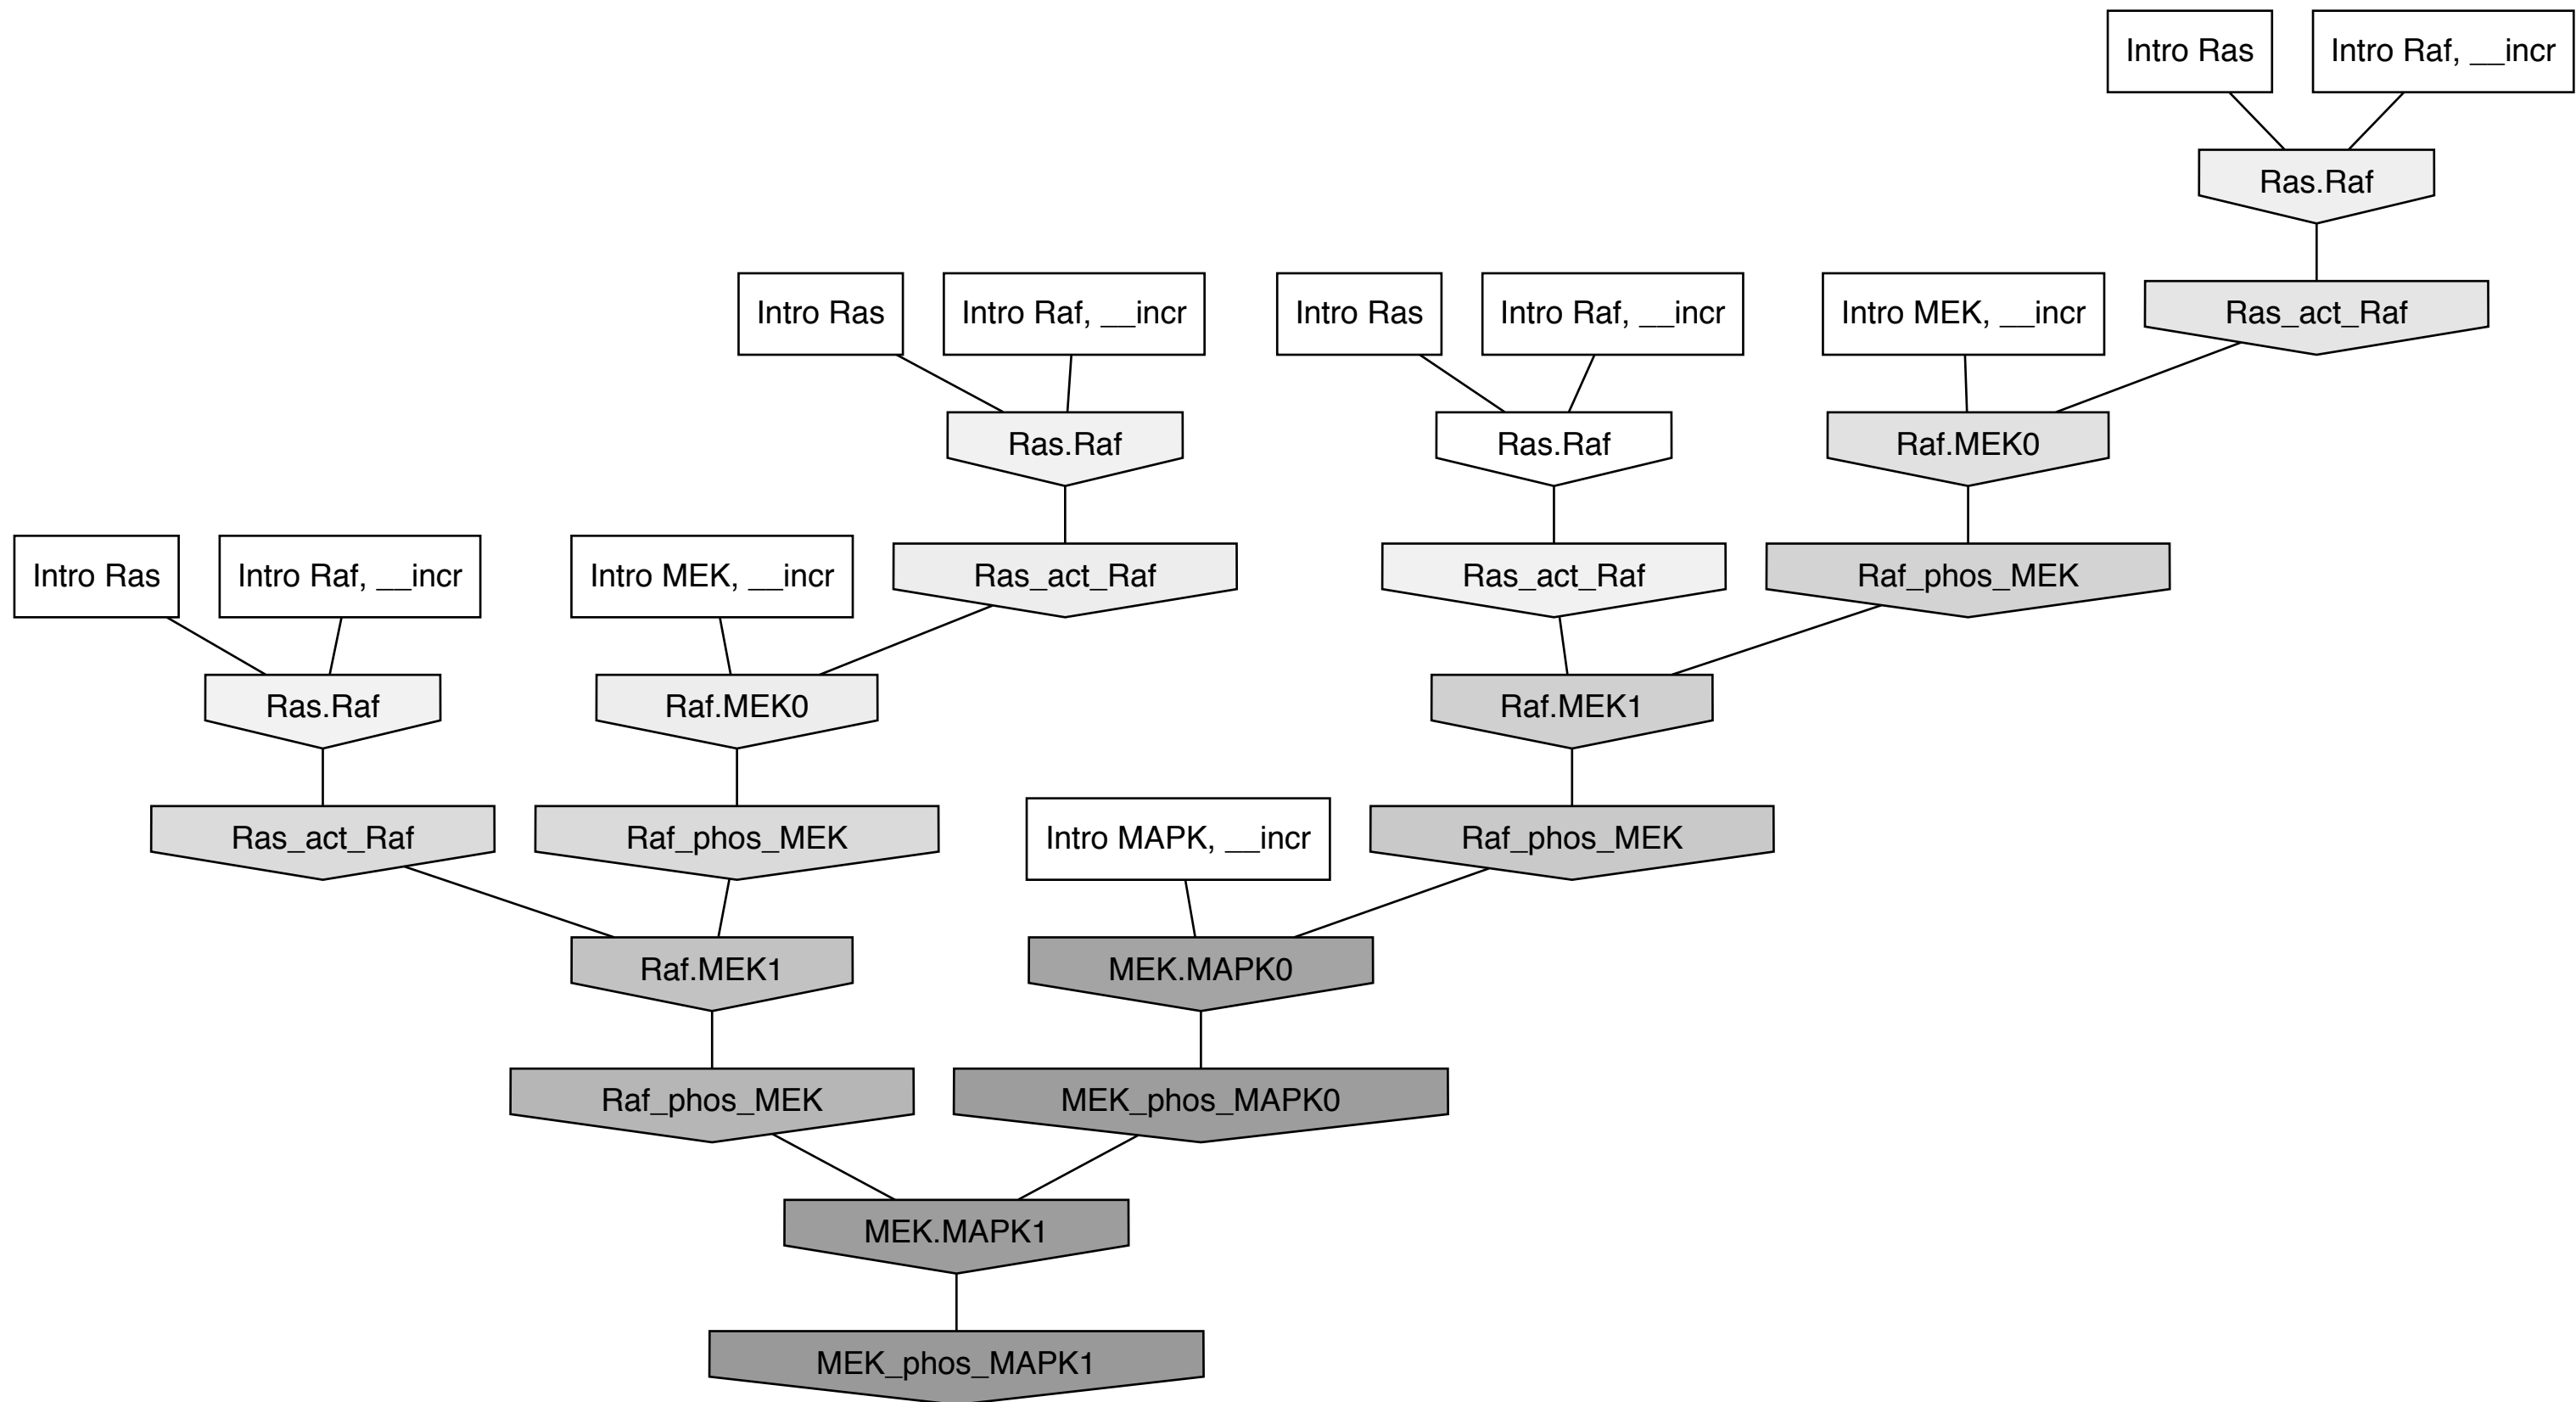 Intro Ras
Intro Raf, __incr
Ras.Raf
Intro Ras
Intro Raf, __incr
Intro Ras
Intro Raf, __incr
Intro MEK, __incr
Ras_act_Raf
Ras.Raf
Ras.Raf
Raf.MEK0
Intro Ras
Intro Raf, __incr
Intro MEK, __incr
Ras_act_Raf
Ras_act_Raf
Raf_phos_MEK
Ras.Raf
Raf.MEK0
Raf.MEK1
Ras_act_Raf
Raf_phos_MEK
Intro MAPK, __incr
Raf_phos_MEK
Raf.MEK1
MEK.MAPK0
Raf_phos_MEK
MEK_phos_MAPK0
MEK.MAPK1
MEK_phos_MAPK1